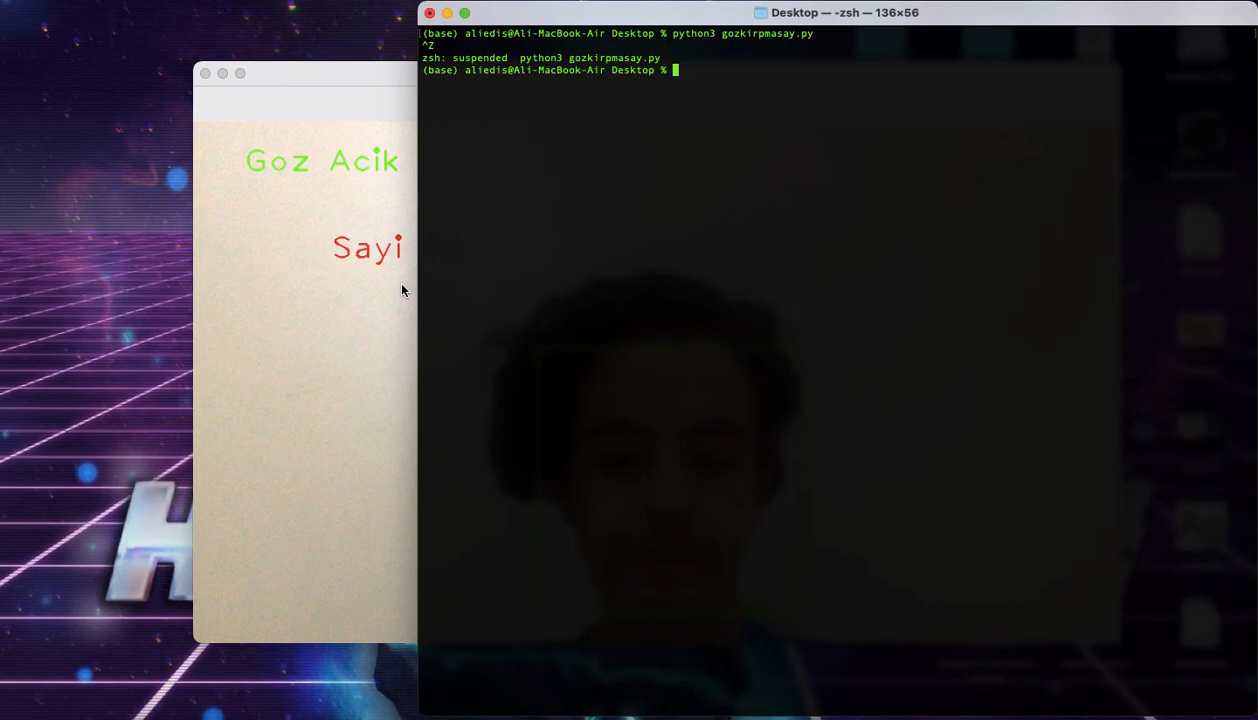 Desktop — -zsh — 136×56
(base) aliedis@Ali-MacBook-Air Desktop % python3 gozkirpmasay.py
^Z
zsh: suspended  python3 gozkirpmasay.py
(base) aliedis@Ali-MacBook-Air Desktop %
Goz Acik
Sayi
H